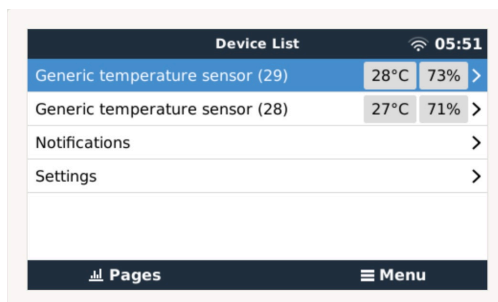 Device List 05:51
Generic temperature sensor (29) 28°C 73%
Generic temperature sensor (28) 27°C 71%
Notifications
Settings
Pages Menu